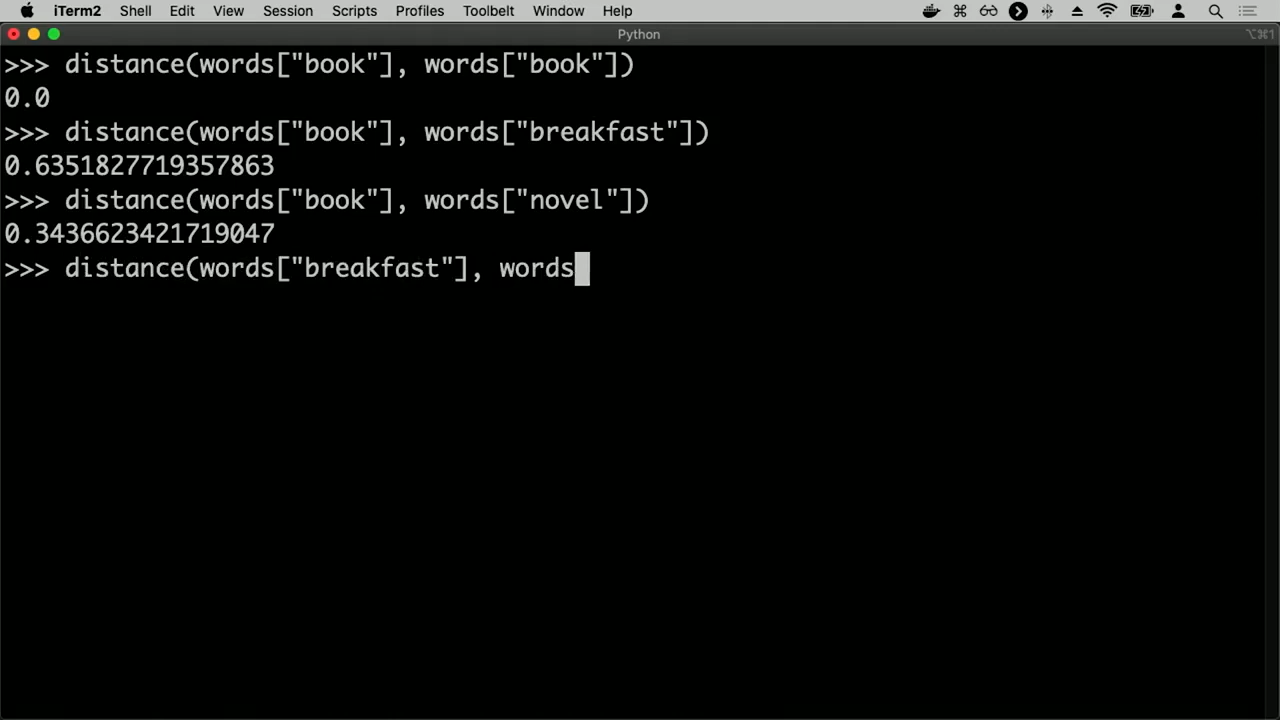 iTerm2 Shell Edit View Session Scripts Profiles Toolbelt Window Help
Python ⌥⌘1
>>> distance(words["book"], words["book"])
0.0
>>> distance(words["book"], words["breakfast"])
0.6351827719357863
>>> distance(words["book"], words["novel"])
0.3436623421719047
>>> distance(words["breakfast"], words